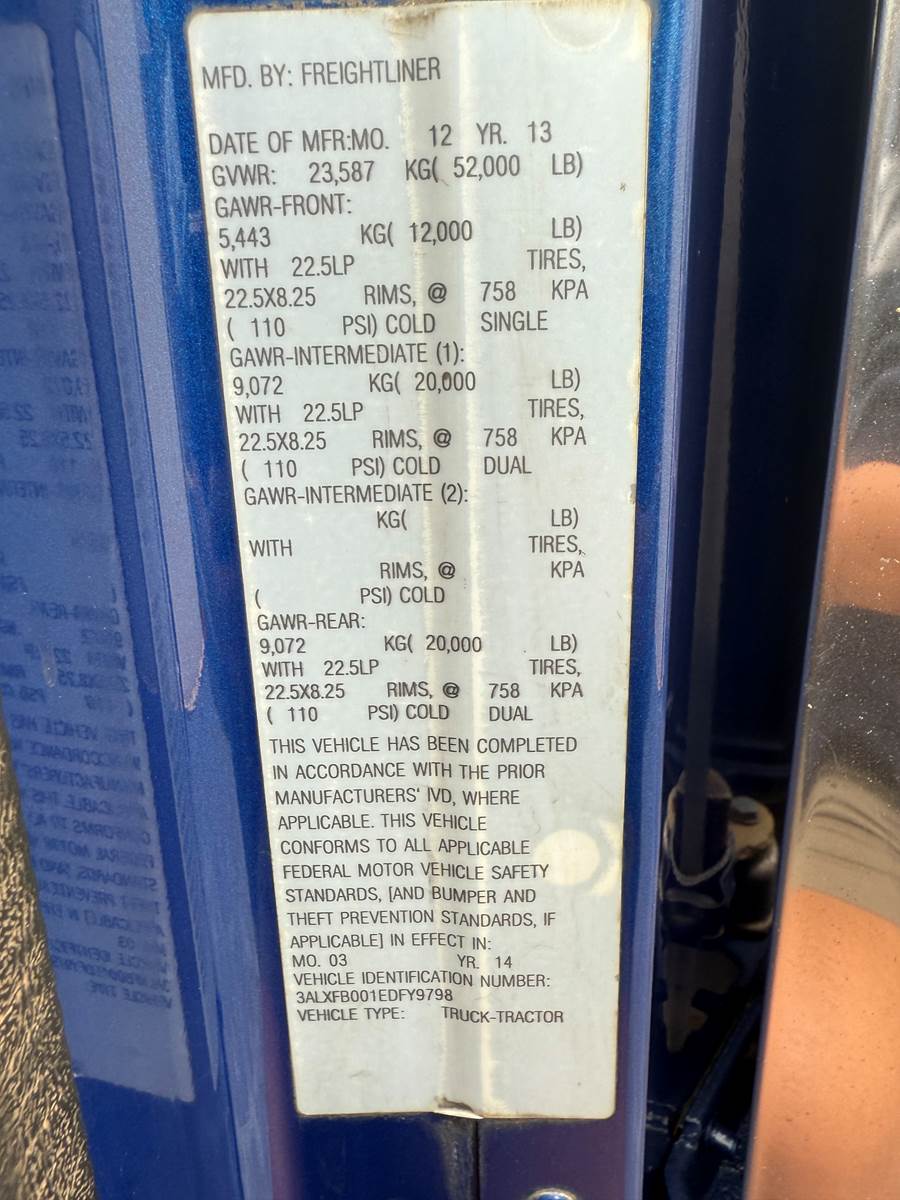 MFD. BY: FREIGHTLINER
DATE OF MFR:MO. 12 YR. 13
GVWR: 23,587 KG( 52,000 LB)
GAWR-FRONT:
5,443 KG( 12,000 LB)
WITH 22.5LP TIRES,
22.5X8.25 RIMS, @ 758 KPA
( 110 PSI) COLD SINGLE
GAWR-INTERMEDIATE (1):
9,072 KG( 20,000 LB)
WITH 22.5LP TIRES,
22.5X8.25 RIMS, @ 758 KPA
( 110 PSI) COLD DUAL
GAWR-INTERMEDIATE (2):
KG( LB)
WITH TIRES,
RIMS, @ KPA
( PSI) COLD
GAWR-REAR:
9,072 KG( 20,000 LB)
WITH 22.5LP TIRES,
22.5X8.25 RIMS, @ 758 KPA
( 110 PSI) COLD DUAL
THIS VEHICLE HAS BEEN COMPLETED
IN ACCORDANCE WITH THE PRIOR
MANUFACTURERS' IVD, WHERE
APPLICABLE. THIS VEHICLE
CONFORMS TO ALL APPLICABLE
FEDERAL MOTOR VEHICLE SAFETY
STANDARDS, [AND BUMPER AND
THEFT PREVENTION STANDARDS, IF
APPLICABLE] IN EFFECT IN:
MO. 03 YR. 14
VEHICLE IDENTIFICATION NUMBER:
3ALXFB001EDFY9798
VEHICLE TYPE: TRUCK-TRACTOR